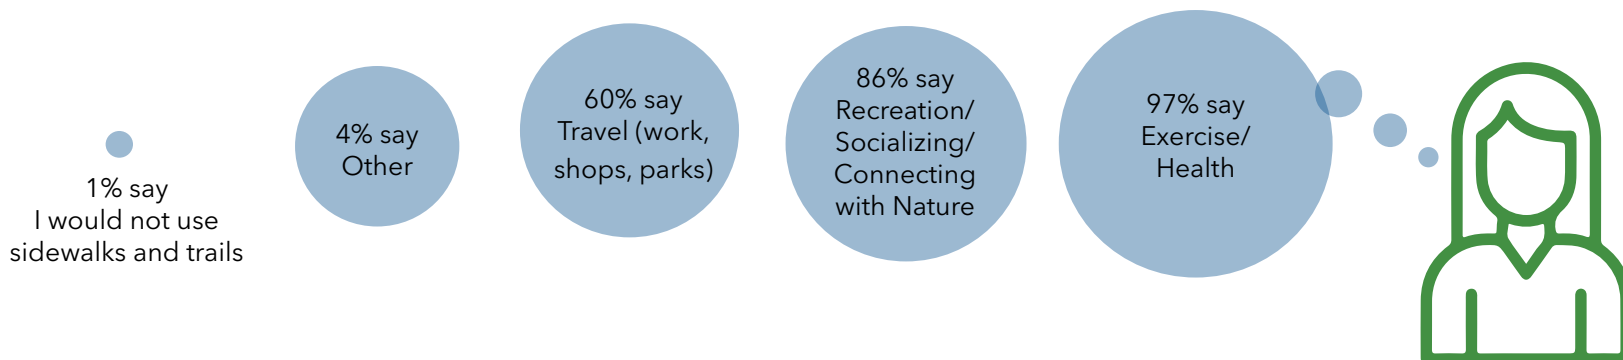 1% say
I would not use
sidewalks and trails
4% say
Other
60% say
Travel (work,
shops, parks)
86% say
Recreation/
Socializing/
Connecting
with Nature
97% say
Exercise/
Health